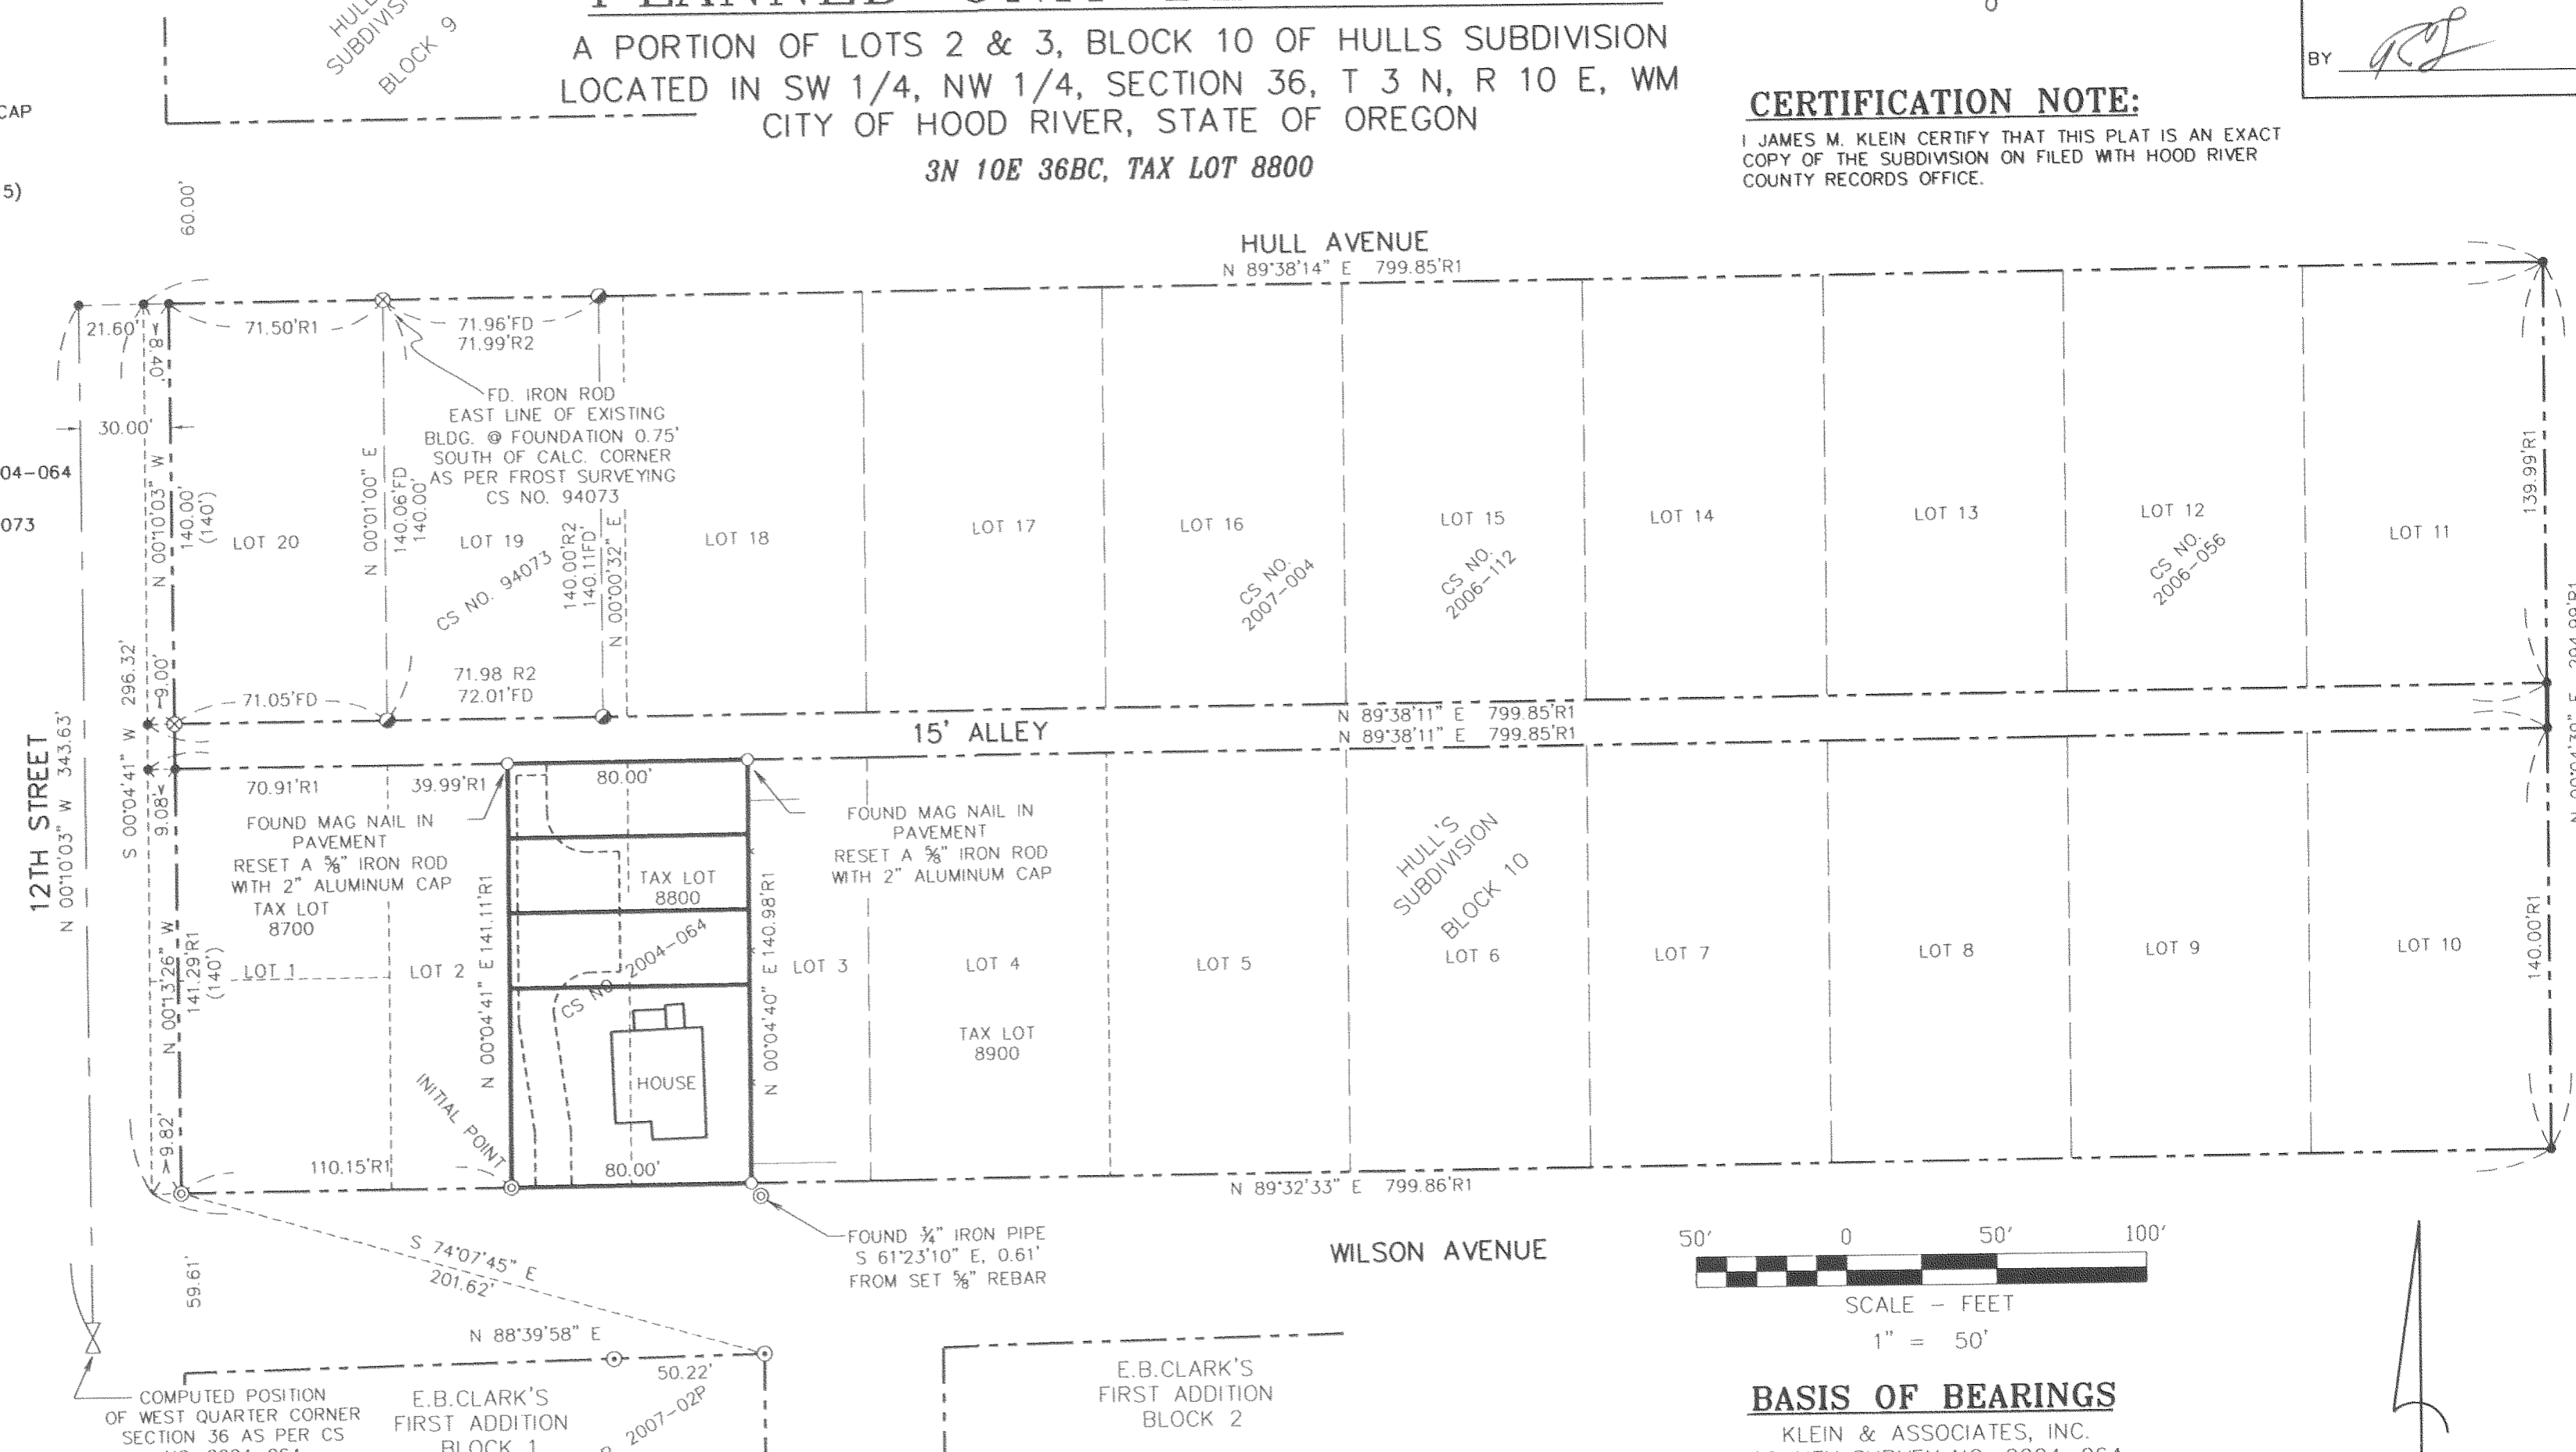 HULL'S
SUBDIVISION
BLOCK 9
PLANNED UNIT
A PORTION OF LOTS 2 & 3, BLOCK 10 OF HULLS SUBDIVISION
LOCATED IN SW 1/4, NW 1/4, SECTION 36, T 3 N, R 10 E, WM
CITY OF HOOD RIVER, STATE OF OREGON
3N 10E 36BC, TAX LOT 8800
BY
CERTIFICATION NOTE:
I JAMES M. KLEIN CERTIFY THAT THIS PLAT IS AN EXACT
COPY OF THE SUBDIVISION ON FILED WITH HOOD RIVER
COUNTY RECORDS OFFICE.
CAP
5)
04-064
073
60.00'
HULL AVENUE
N 89°38'14" E 799.85'R1
21.60'
8.40'
71.50'R1
71.96'FD
71.99'R2
30.00'
FD. IRON ROD
EAST LINE OF EXISTING
BLDG. @ FOUNDATION 0.75'
SOUTH OF CALC. CORNER
AS PER FROST SURVEYING
CS NO. 94073
N 00°10'03" W
140.00'
(140')
LOT 20
N 00°01'00" E
140.06'FD
140.00'
LOT 19
CS NO. 94073
140.00'R2
140.11'FD
N 00°00'32" E
LOT 18
LOT 17
LOT 16
CS NO.
2007-004
LOT 15
CS NO.
2006-112
LOT 14
LOT 13
LOT 12
CS NO.
2006-056
LOT 11
139.99'R1
294.99'R1
N 00°04'30" E
12TH STREET
N 00°10'03" W 343.63'
S 00°04'41" W 296.32'
9.00'
71.05'FD
71.98 R2
72.01'FD
15' ALLEY
N 89°38'11" E 799.85'R1
N 89°38'11" E 799.85'R1
9.08'
70.91'R1
39.99'R1
80.00'
FOUND MAG NAIL IN
PAVEMENT
RESET A ⅝" IRON ROD
WITH 2" ALUMINUM CAP
TAX LOT
8700
FOUND MAG NAIL IN
PAVEMENT
RESET A ⅝" IRON ROD
WITH 2" ALUMINUM CAP
N 00°13'26" W
141.29'R1
(140')
LOT 1
LOT 2
N 00°04'41" E 141.11'R1
TAX LOT
8800
CS NO. 2004-064
HOUSE
N 00°04'40" E 140.98'R1
LOT 3
LOT 4
TAX LOT
8900
LOT 5
HULL'S
SUBDIVISION
BLOCK 10
LOT 6
LOT 7
LOT 8
LOT 9
LOT 10
140.00'R1
INITIAL POINT
9.82'
110.15'R1
80.00'
N 89°32'33" E 799.86'R1
FOUND ¾" IRON PIPE
S 61°23'10" E, 0.61'
FROM SET ⅝" REBAR
WILSON AVENUE
S 74°07'45" E
201.62'
59.61'
N 88°39'58" E
50.22'
50' 0 50' 100'
SCALE - FEET
1" = 50'
COMPUTED POSITION
OF WEST QUARTER CORNER
SECTION 36 AS PER CS
E.B.CLARK'S
FIRST ADDITION
BLOCK 1
2007-02P
E.B.CLARK'S
FIRST ADDITION
BLOCK 2
BASIS OF BEARINGS
KLEIN & ASSOCIATES, INC.